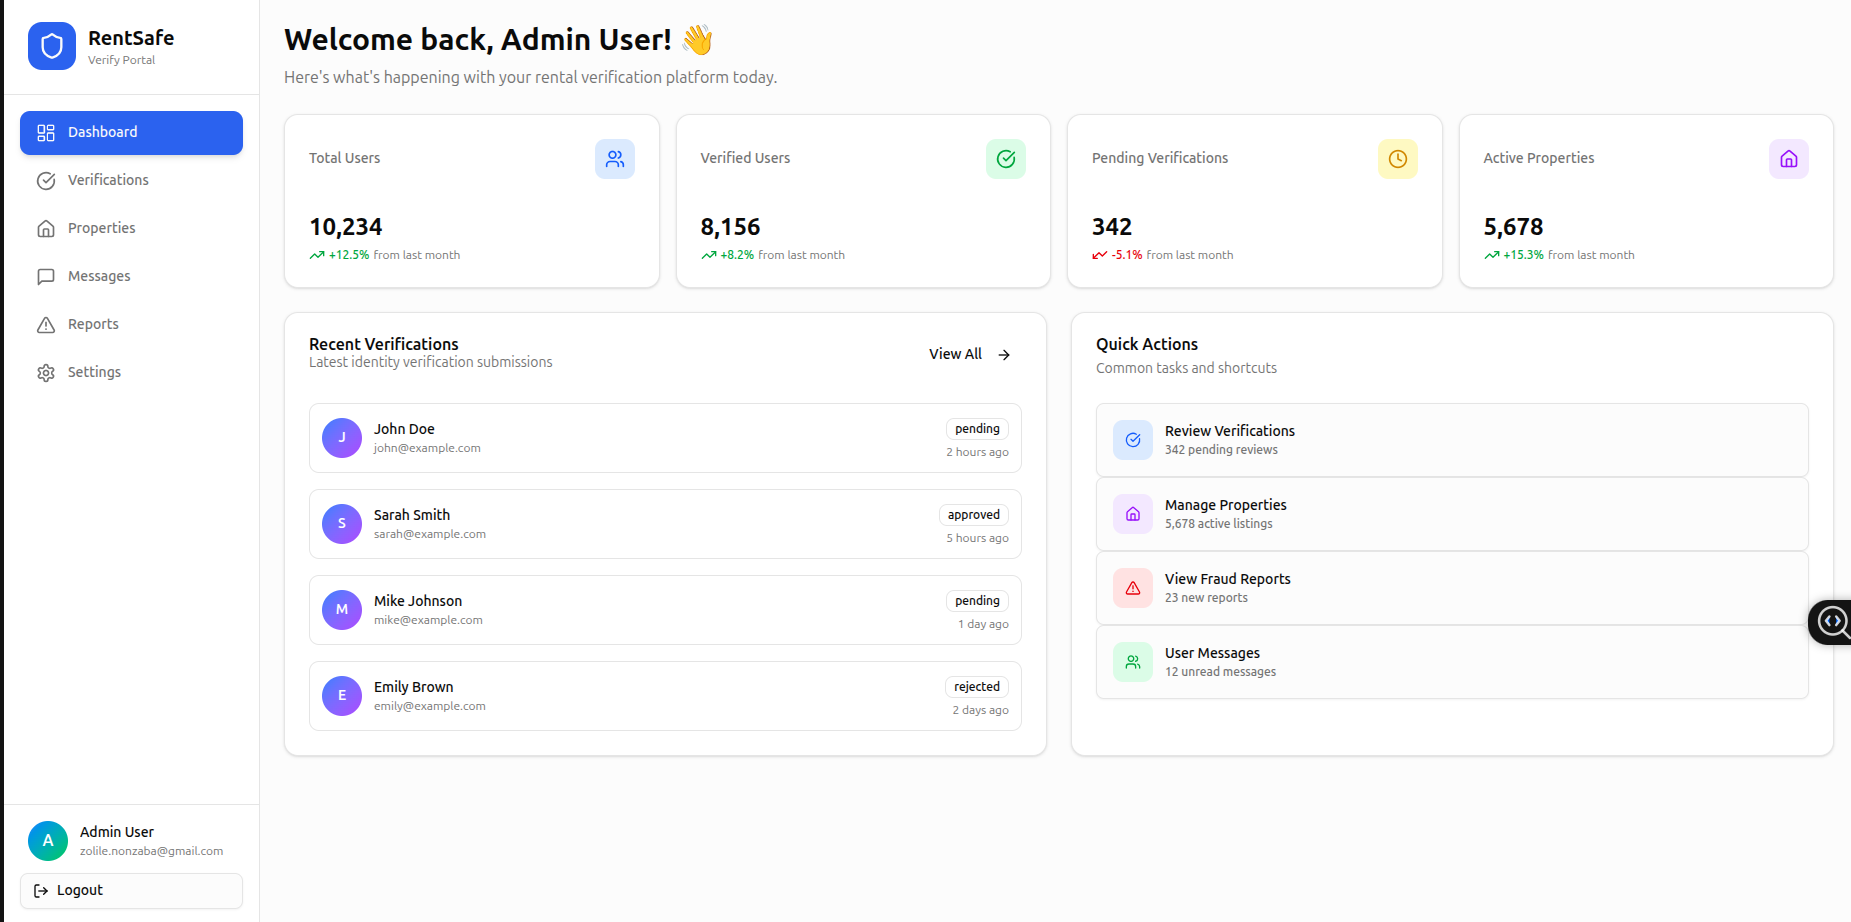 RentSafe
Verify Portal
Dashboard
Verifications
Properties
Messages
Reports
Settings
A
Admin User
zolile.nonzaba@gmail.com
Logout
Welcome back, Admin User! 👋
Here's what's happening with your rental verification platform today.
Total Users
10,234
+12.5% from last month
Verified Users
8,156
+8.2% from last month
Pending Verifications
342
-5.1% from last month
Active Properties
5,678
+15.3% from last month
Recent Verifications
Latest identity verification submissions
View All
J
John Doe
john@example.com
pending
2 hours ago
S
Sarah Smith
sarah@example.com
approved
5 hours ago
M
Mike Johnson
mike@example.com
pending
1 day ago
E
Emily Brown
emily@example.com
rejected
2 days ago
Quick Actions
Common tasks and shortcuts
Review Verifications
342 pending reviews
Manage Properties
5,678 active listings
View Fraud Reports
23 new reports
User Messages
12 unread messages